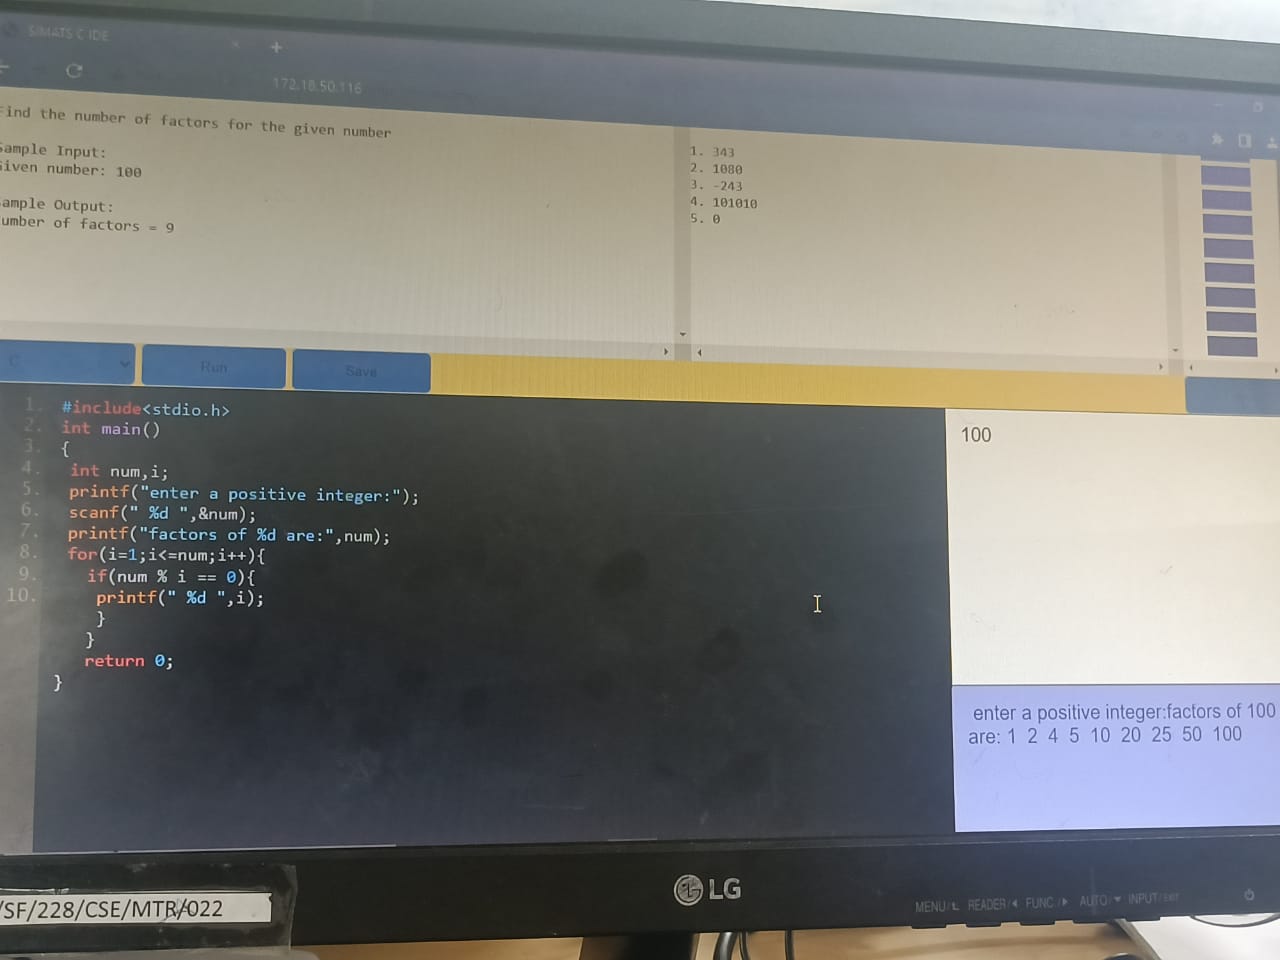 SIMATS C IDE
172.18.50.116
ind the number of factors for the given number
ample Input:
iven number: 100
ample Output:
umber of factors = 9
1. 343
2. 1080
3. -243
4. 101010
5. 0
C
Run
Save
1. #include<stdio.h>
2. int main()
3. {
4. int num,i;
5. printf("enter a positive integer:");
6. scanf(" %d ",&num);
7. printf("factors of %d are:",num);
8. for(i=1;i<=num;i++){
9. if(num % i == 0){
10. printf(" %d ",i);
}
}
return 0;
}
100
enter a positive integer:factors of 100
are: 1 2 4 5 10 20 25 50 100
LG
MENU/ READER/ FUNC./ AUTO/ INPUT/
/SF/228/CSE/MTR/022